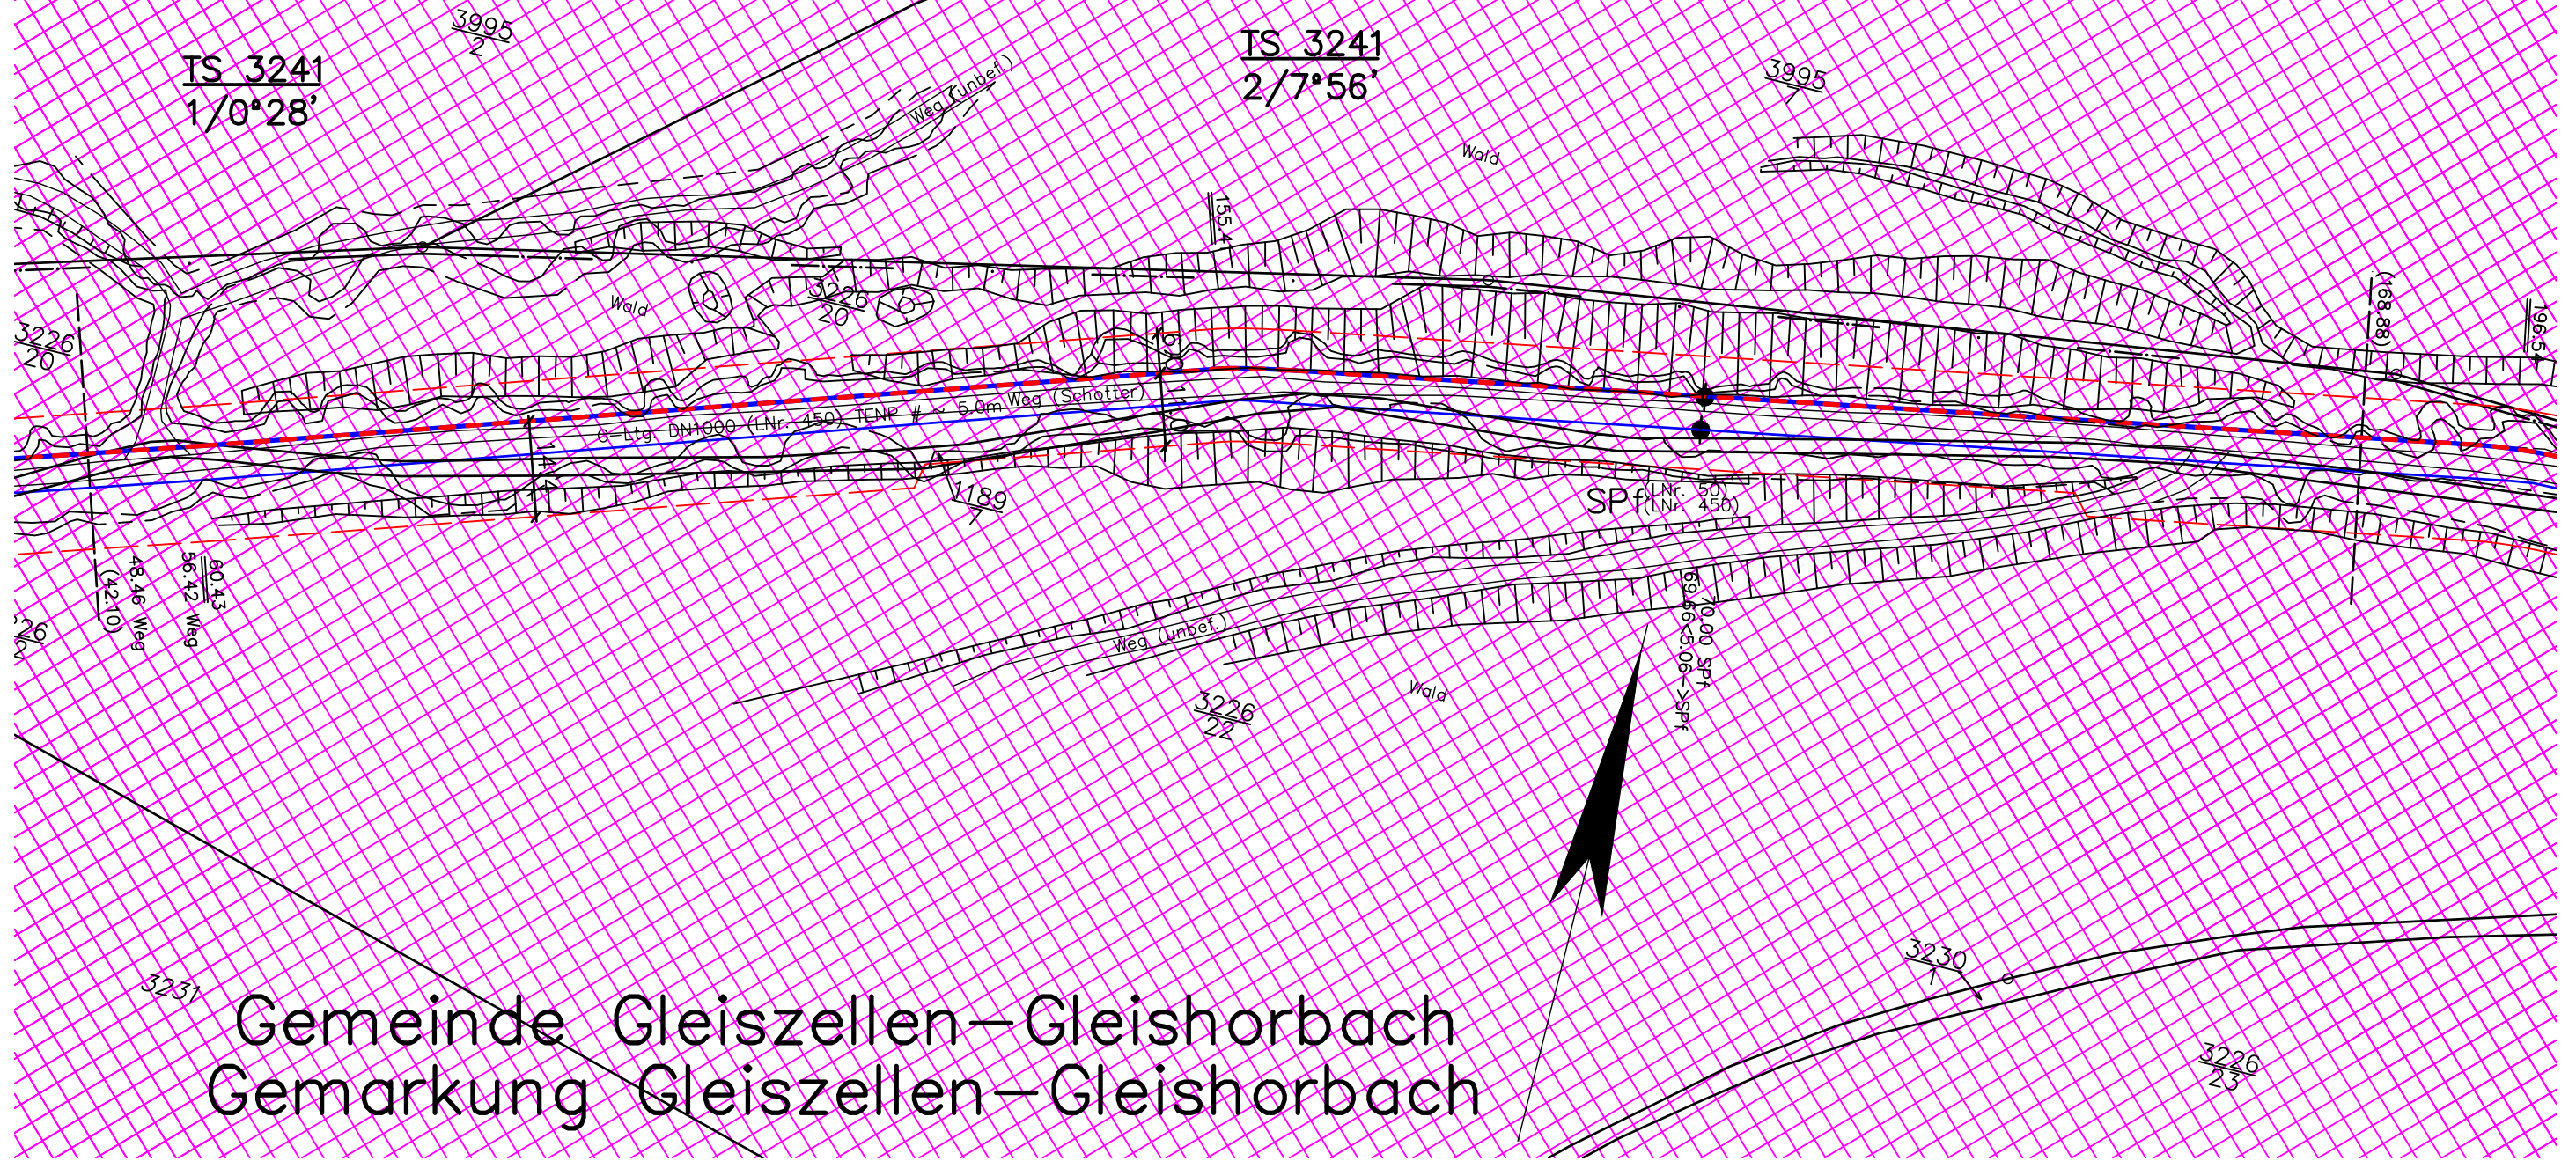 3995
2
TS 3241
1/0°28'
TS 3241
2/7°56'
3995
7
Weg (unbef.)
Wald
155.4
Wald
3226
20
3226
20
(168.88)
196.54
G-Ltg. DN1000 (LNr. 450) TENP # ~ 5.0m
Weg (Schotter)
14.4
11.0
1189
7
SPf
(LNr. 50)
(LNr. 450)
(42.10)
48.46 Weg
56.42 Weg
60.43
Weg (unbef.)
69.66<5.06->SPf
70.00 SPf
3226
22
Wald
3231
3230
1
3226
23
Gemeinde Gleiszellen-Gleishorbach
Gemarkung Gleiszellen-Gleishorbach